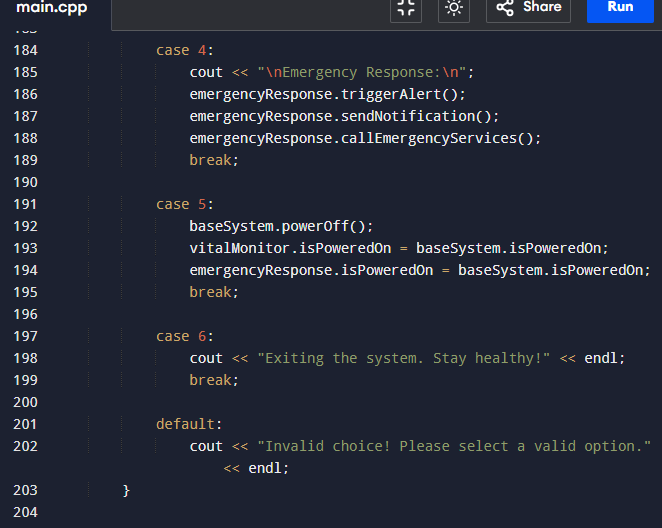 main.cpp
Share
Run
184 case 4:
185 cout << "\nEmergency Response:\n";
186 emergencyResponse.triggerAlert();
187 emergencyResponse.sendNotification();
188 emergencyResponse.callEmergencyServices();
189 break;
190
191 case 5:
192 baseSystem.powerOff();
193 vitalMonitor.isPoweredOn = baseSystem.isPoweredOn;
194 emergencyResponse.isPoweredOn = baseSystem.isPoweredOn;
195 break;
196
197 case 6:
198 cout << "Exiting the system. Stay healthy!" << endl;
199 break;
200
201 default:
202 cout << "Invalid choice! Please select a valid option."
<< endl;
203 }
204